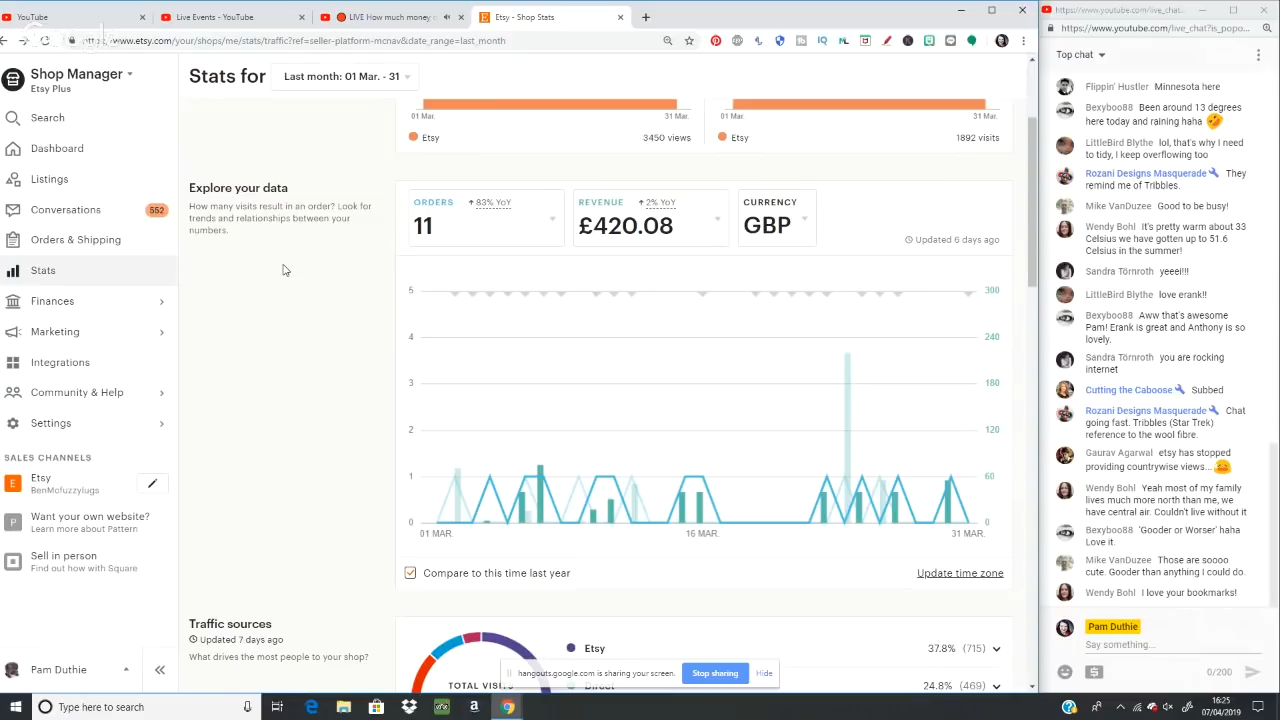 YouTube
Live Events - YouTube
LIVE How much money
Etsy - Shop Stats
https://www.youtube.com/live_chat?is_popo
https://www.etsy.com/your/shops/me/stats/traffic?ref=seller-platform-mcnav&date_range=last_month
https://www.youtube.com/live_chat?is_popo...
Shop Manager
Etsy Plus
Search
Dashboard
Listings
Conversations 552
Orders & Shipping
Stats
Finances
Marketing
Integrations
Community & Help
Settings
SALES CHANNELS
Etsy
BenMcfuzzylugs
Want your own website?
Learn more about Pattern
Sell in person
Find out how with Square
Pam Duthie
Stats for
Last month: 01 Mar. - 31
01 Mar. 31 Mar. 01 Mar. 31 Mar.
Etsy 3450 views Etsy 1892 visits
Explore your data
How many visits result in an order? Look for
trends and relationships between your
numbers.
ORDERS 83% YoY
11
REVENUE 2% YoY
£420.08
CURRENCY
GBP
Updated 6 days ago
5 300
4 240
3 180
2 120
1 60
0 0
01 MAR. 16 MAR. 31 MAR.
Compare to this time last year
Update time zone
Traffic sources
Updated 7 days ago
What drives the most people to your shop?
TOTAL VISITS
Etsy 37.8% (715)
Direct 24.8% (469)
hangouts.google.com is sharing your screen.
Stop sharing
Hide
Top chat
Flippin' Hustler Minnesota here
Bexyboo88 Been around 13 degrees
here today and raining haha
LittleBird Blythe lol, that's why I need
to tidy, I keep overflowing too
Rozani Designs Masquerade They
remind me of Tribbles.
Mike VanDuzee Good to be busy!
Wendy Bohl It's pretty warm about 33
Celsius we have gotten up to 51.6
Celsius in the summer!
Sandra Törnroth yeeei!!!
LittleBird Blythe love erank!!
Bexyboo88 Aww that's awesome
Pam! Erank is great and Anthony is so
lovely.
Sandra Törnroth you are rocking
internet
Cutting the Caboose Subbed
Rozani Designs Masquerade Chat
going fast. Tribbles (Star Trek)
reference to the wool fibre.
Gaurav Agarwal etsy has stopped
providing countrywise views...
Wendy Bohl Yeah most of my family
lives much more north than me, we
have central air. Couldn't live without it
Bexyboo88 'Gooder or Worser' haha
Love it.
Mike VanDuzee Those are soooo
cute. Gooder than anything I could do.
Wendy Bohl I love your bookmarks!
Pam Duthie
Say something...
0/200
Type here to search
16:25
07/04/2019